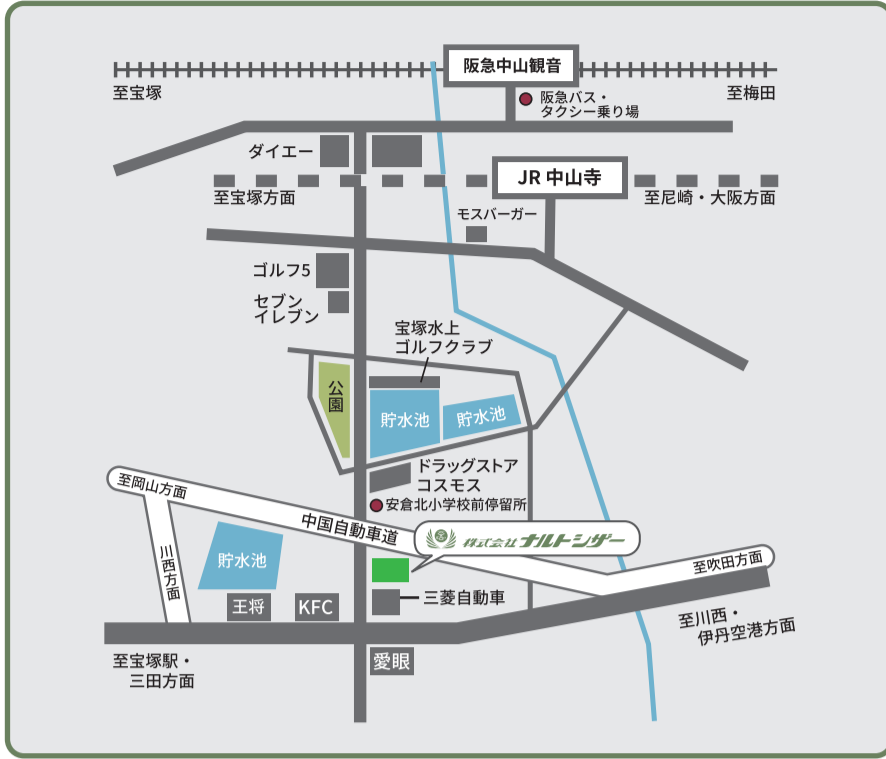 阪急中山観音
至宝塚
阪急バス・
タクシー乗り場
至梅田
ダイエー
JR 中山寺
至宝塚方面
至尼崎・大阪方面
モスバーガー
ゴルフ5
セブン
イレブン
宝塚水上
ゴルフクラブ
公園
貯水池
貯水池
ドラッグストア
コスモス
安倉北小学校前停留所
至岡山方面
中国自動車道
株式会社ナルトシザー
川西方面
貯水池
至吹田方面
三菱自動車
王将
KFC
至川西・
伊丹空港方面
至宝塚駅・
三田方面
愛眼